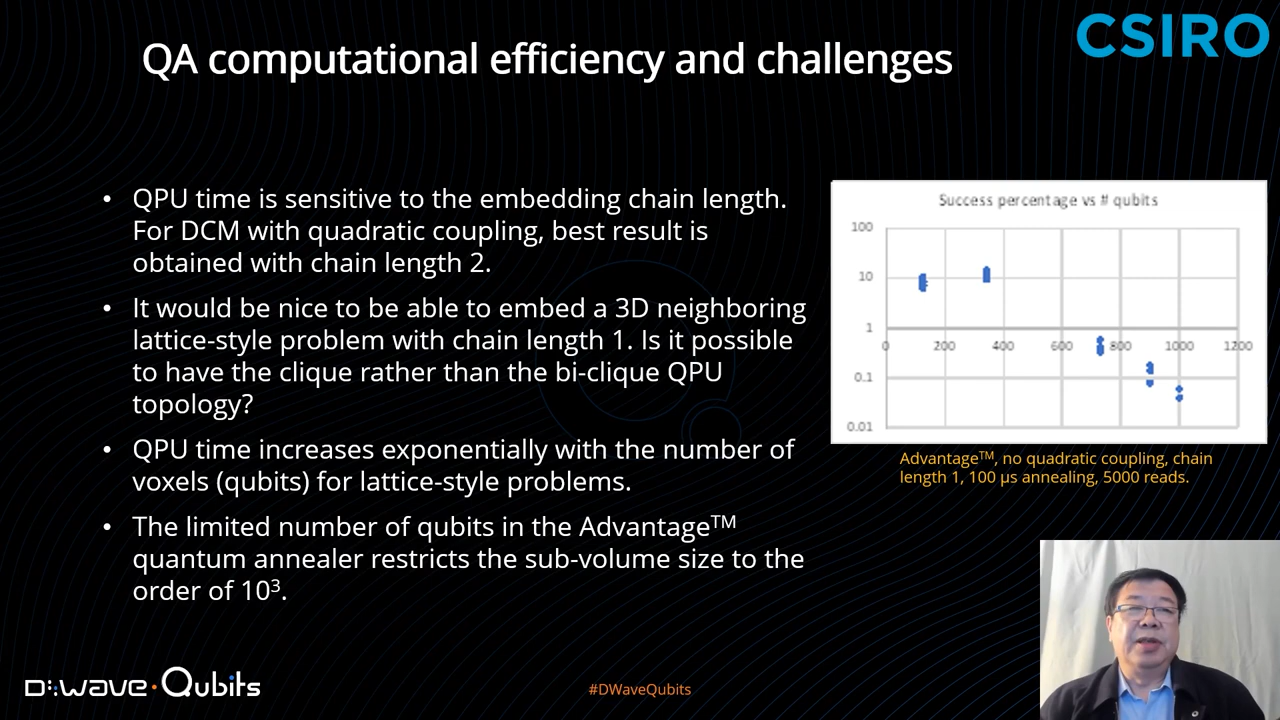 CSIRO
QA computational efficiency and challenges
• QPU time is sensitive to the embedding chain length.
For DCM with quadratic coupling, best result is
obtained with chain length 2.
• It would be nice to be able to embed a 3D neighboring
lattice-style problem with chain length 1. Is it possible
to have the clique rather than the bi-clique QPU
topology?
• QPU time increases exponentially with the number of
voxels (qubits) for lattice-style problems.
• The limited number of qubits in the Advantage™
quantum annealer restricts the sub-volume size to the
order of 10³.
Success percentage vs # qubits
100
10
1
0 200 400 600 800 1000 1200
0.1
0.01
Advantage™, no quadratic coupling, chain
length 1, 100 µs annealing, 5000 reads.
D:wave · Qubits
#DWaveQubits